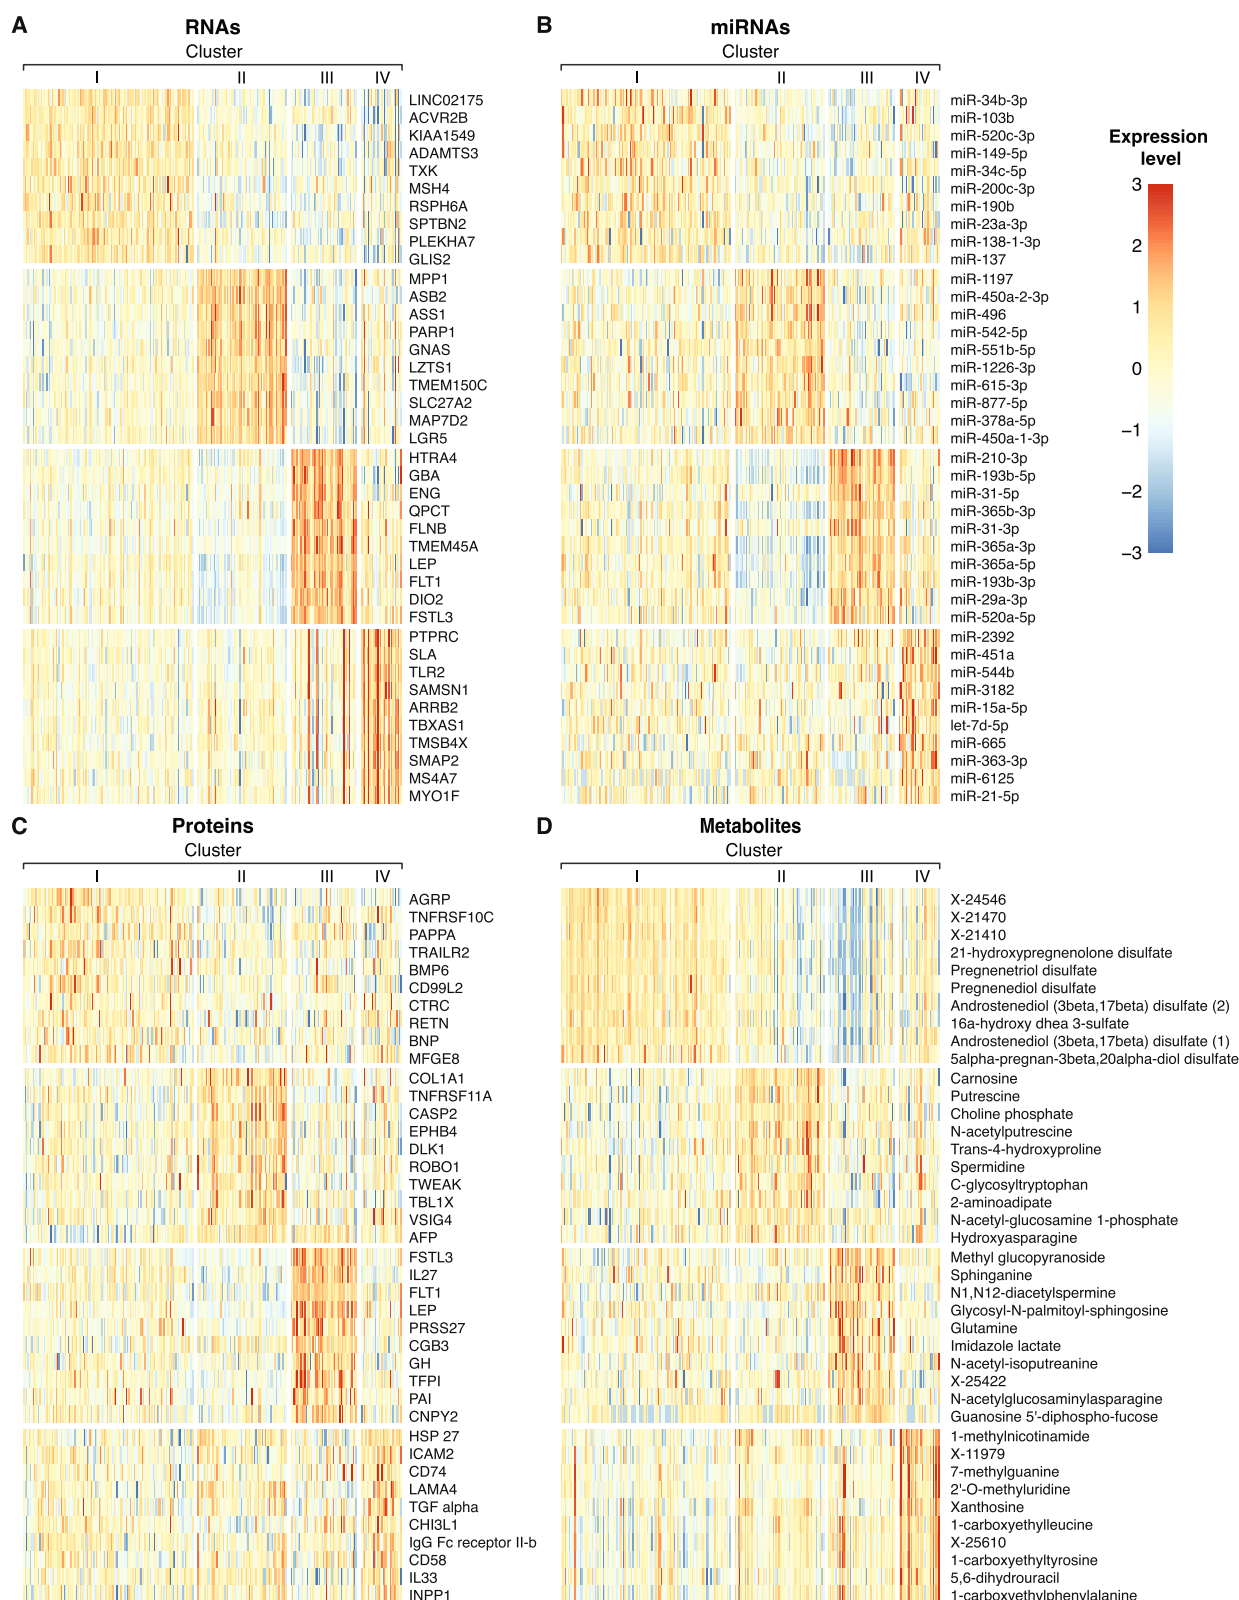 A
RNAs
Cluster
I II III IV
LINC02175
ACVR2B
KIAA1549
ADAMTS3
TXK
MSH4
RSPH6A
SPTBN2
PLEKHA7
GLIS2
MPP1
ASB2
ASS1
PARP1
GNAS
LZTS1
TMEM150C
SLC27A2
MAP7D2
LGR5
HTRA4
GBA
ENG
QPCT
FLNB
TMEM45A
LEP
FLT1
DIO2
FSTL3
PTPRC
SLA
TLR2
SAMSN1
ARRB2
TBXAS1
TMSB4X
SMAP2
MS4A7
MYO1F
B
miRNAs
Cluster
I II III IV
miR-34b-3p
miR-103b
miR-520c-3p
miR-149-5p
miR-34c-5p
miR-200c-3p
miR-190b
miR-23a-3p
miR-138-1-3p
miR-137
miR-1197
miR-450a-2-3p
miR-496
miR-542-5p
miR-551b-5p
miR-1226-3p
miR-615-3p
miR-877-5p
miR-378a-5p
miR-450a-1-3p
miR-210-3p
miR-193b-5p
miR-31-5p
miR-365b-3p
miR-31-3p
miR-365a-3p
miR-365a-5p
miR-193b-3p
miR-29a-3p
miR-520a-5p
miR-2392
miR-451a
miR-544b
miR-3182
miR-15a-5p
let-7d-5p
miR-665
miR-363-3p
miR-6125
miR-21-5p
Expression
level
3
2
1
0
−1
−2
−3
C
Proteins
Cluster
I II III IV
AGRP
TNFRSF10C
PAPPA
TRAILR2
BMP6
CD99L2
CTRC
RETN
BNP
MFGE8
COL1A1
TNFRSF11A
CASP2
EPHB4
DLK1
ROBO1
TWEAK
TBL1X
VSIG4
AFP
FSTL3
IL27
FLT1
LEP
PRSS27
CGB3
GH
TFPI
PAI
CNPY2
HSP 27
ICAM2
CD74
LAMA4
TGF alpha
CHI3L1
IgG Fc receptor II-b
CD58
IL33
INPP1
D
Metabolites
Cluster
I II III IV
X-24546
X-21470
X-21410
21-hydroxypregnenolone disulfate
Pregnenetriol disulfate
Pregnenediol disulfate
Androstenediol (3beta,17beta) disulfate (2)
16a-hydroxy dhea 3-sulfate
Androstenediol (3beta,17beta) disulfate (1)
5alpha-pregnan-3beta,20alpha-diol disulfate
Carnosine
Putrescine
Choline phosphate
N-acetylputrescine
Trans-4-hydroxyproline
Spermidine
C-glycosyltryptophan
2-aminoadipate
N-acetyl-glucosamine 1-phosphate
Hydroxyasparagine
Methyl glucopyranoside
Sphinganine
N1,N12-diacetylspermine
Glycosyl-N-palmitoyl-sphingosine
Glutamine
Imidazole lactate
N-acetyl-isoputreanine
X-25422
N-acetylglucosaminylasparagine
Guanosine 5'-diphospho-fucose
1-methylnicotinamide
X-11979
7-methylguanine
2'-O-methyluridine
Xanthosine
1-carboxyethylleucine
X-25610
1-carboxyethyltyrosine
5,6-dihydrouracil
1-carboxyethylphenylalanine